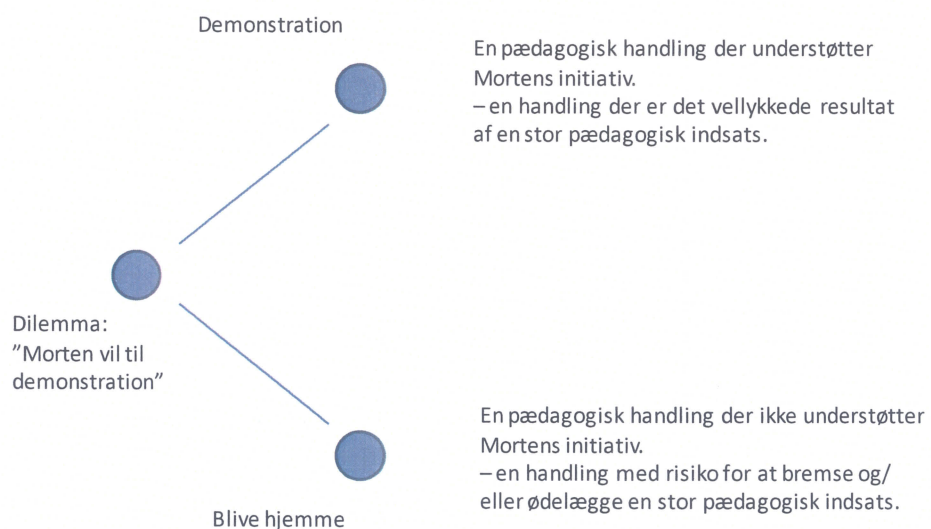 Demonstration
En pædagogisk handling der understøtter
Mortens initiativ.
– en handling der er det vellykkede resultat
af en stor pædagogisk indsats.
Dilemma:
”Morten vil til
demonstration”
En pædagogisk handling der ikke understøtter
Mortens initiativ.
– en handling med risiko for at bremse og/
eller ødelægge en stor pædagogisk indsats.
Blive hjemme